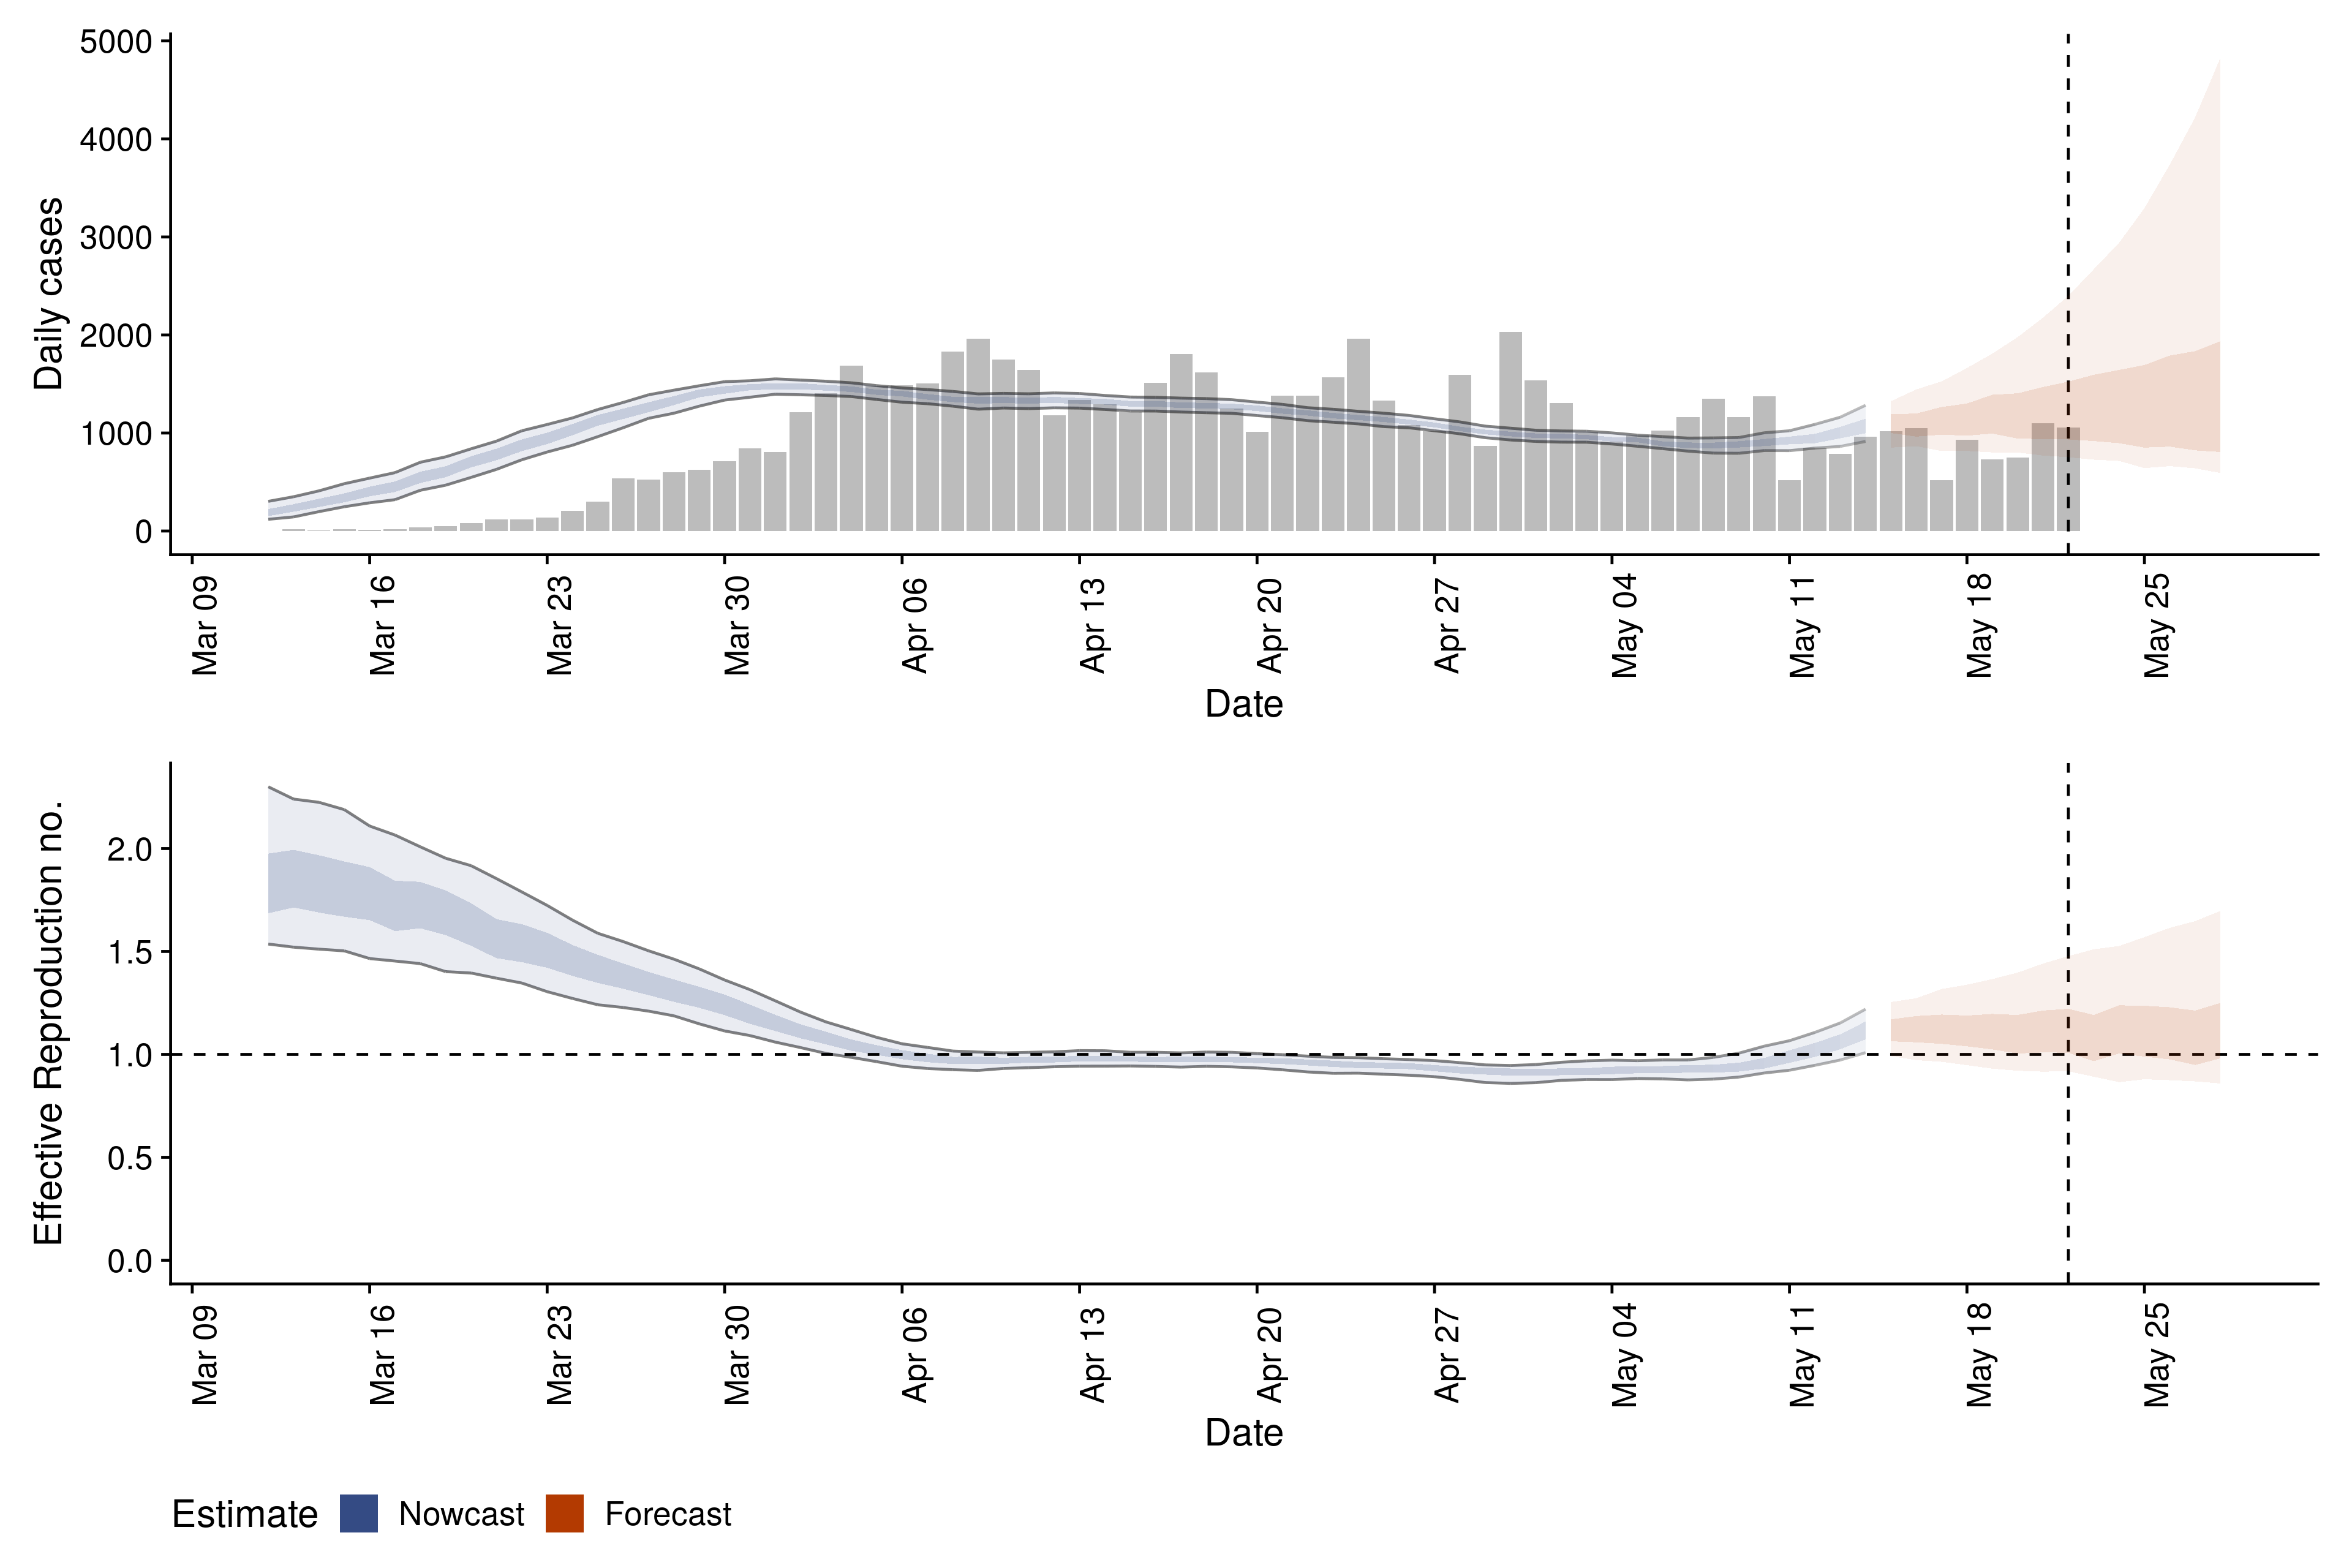 Daily cases
5000
4000
3000
2000
1000
0
Mar 09
Mar 16
Mar 23
Mar 30
Apr 06
Apr 13
Apr 20
Apr 27
May 04
May 11
May 18
May 25
Date
Effective Reproduction no.
2.0
1.5
1.0
0.5
0.0
Mar 09
Mar 16
Mar 23
Mar 30
Apr 06
Apr 13
Apr 20
Apr 27
May 04
May 11
May 18
May 25
Date
Estimate Nowcast Forecast